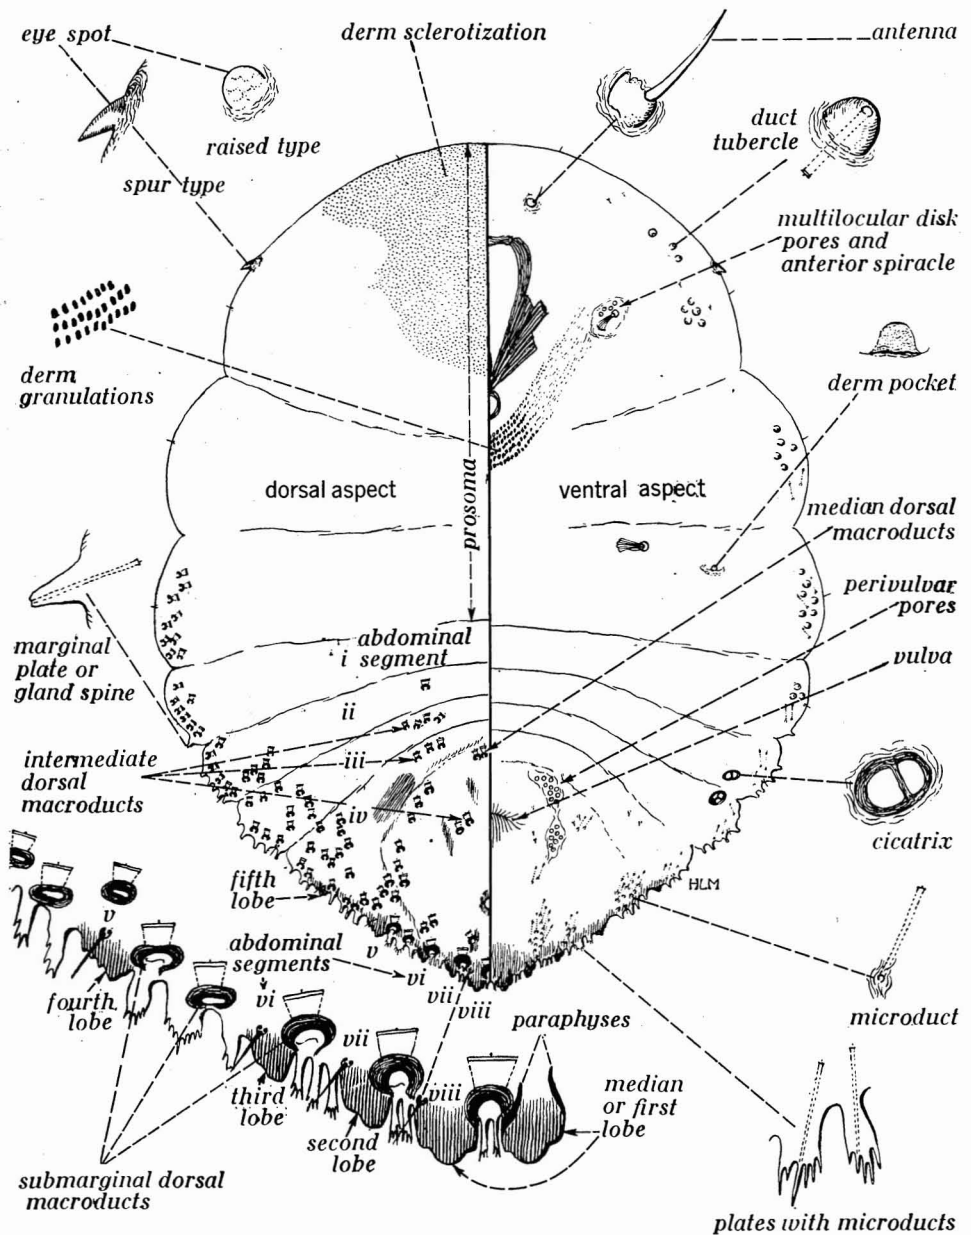 eye spot
derm sclerotization
antenna
raised type
spur type
duct
tubercle
multilocular disk
pores and
anterior spiracle
derm
granulations
derm pocket
dorsal aspect
prosoma
ventral aspect
median dorsal
macroducts
perivulvar
pores
vulva
marginal
plate or
gland spine
abdominal
i segment
ii
iii
iv
intermediate
dorsal
macroducts
cicatrix
fifth
lobe
HLM
v
v
vi
vii
viii
abdominal
segments
vi
vii
viii
fourth
lobe
third
lobe
second
lobe
paraphyses
median
or first
lobe
microduct
submarginal dorsal
macroducts
plates with microducts